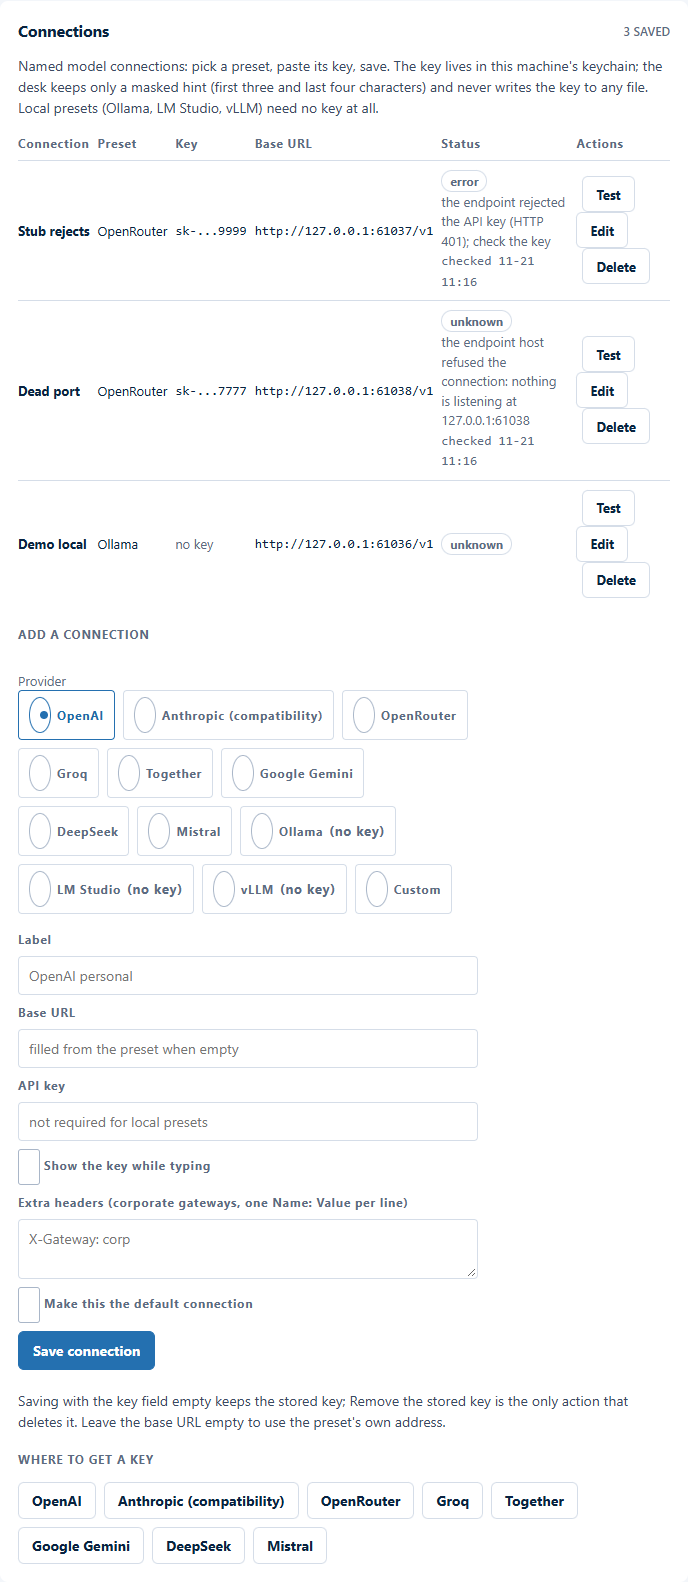 Connections
3 SAVED
Named model connections: pick a preset, paste its key, save. The key lives in this machine's keychain; the
desk keeps only a masked hint (first three and last four characters) and never writes the key to any file.
Local presets (Ollama, LM Studio, vLLM) need no key at all.
Connection Preset Key Base URL Status Actions
error
Stub rejects OpenRouter sk-...9999 http://127.0.0.1:61037/v1
the endpoint rejected
the API key (HTTP
401); check the key
checked 11-21
11:16
Test
Edit
Delete
unknown
Dead port OpenRouter sk-...7777 http://127.0.0.1:61038/v1
the endpoint host
refused the
connection: nothing
is listening at
127.0.0.1:61038
checked 11-21
11:16
Test
Edit
Delete
Demo local Ollama no key http://127.0.0.1:61036/v1 unknown
Test
Edit
Delete
ADD A CONNECTION
Provider
OpenAI Anthropic (compatibility) OpenRouter
Groq Together Google Gemini
DeepSeek Mistral Ollama (no key)
LM Studio (no key) vLLM (no key) Custom
Label
OpenAI personal
Base URL
filled from the preset when empty
API key
not required for local presets
Show the key while typing
Extra headers (corporate gateways, one Name: Value per line)
X-Gateway: corp
Make this the default connection
Save connection
Saving with the key field empty keeps the stored key; Remove the stored key is the only action that
deletes it. Leave the base URL empty to use the preset's own address.
WHERE TO GET A KEY
OpenAI Anthropic (compatibility) OpenRouter Groq Together
Google Gemini DeepSeek Mistral